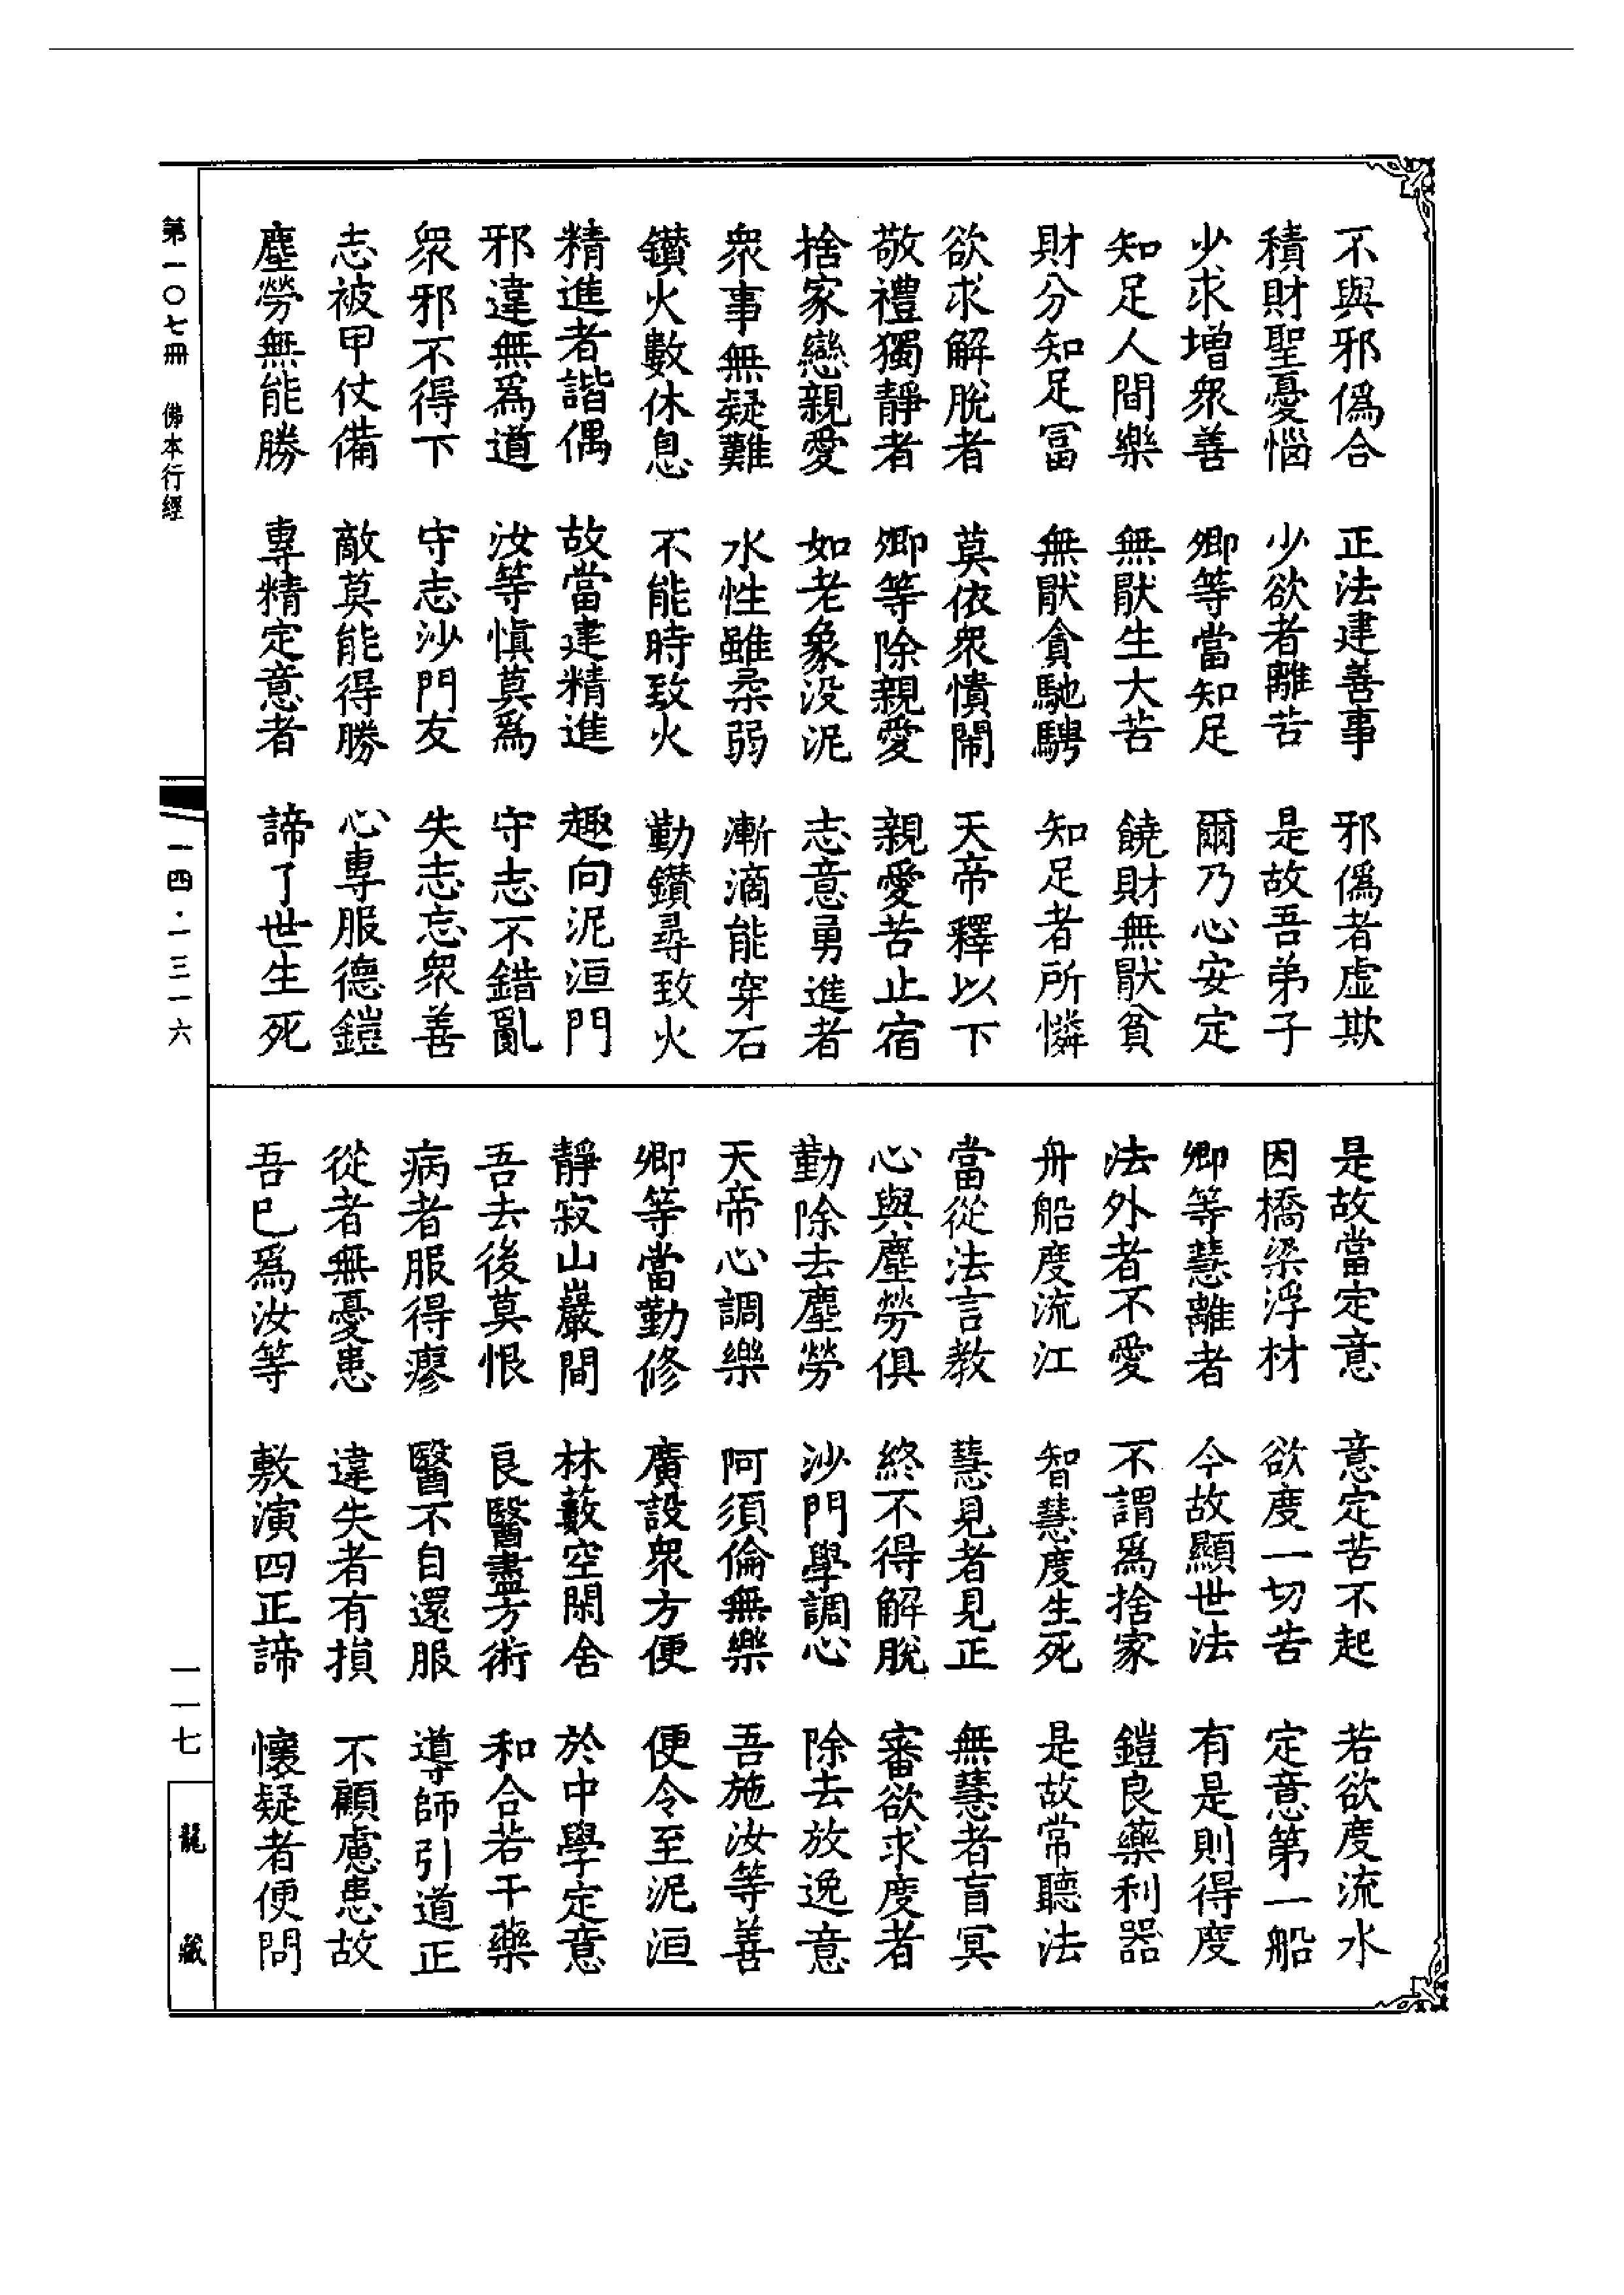 不與邪僞合　正法建善事　邪僞者虛欺
積財聖憂惱　少欲者離苦　是故吾弟子
少求增衆善　卿等當知足　爾乃心安定
知足人間樂　無猒生大苦　饒財無猒貧
財分知足富　無猒貪馳騁　知足者所憐
欲求解脫者　莫依衆憒閙　天帝釋以下
敬禮獨靜者　卿等除親愛　親愛苦止宿
捨家戀親愛　如老象没泥　志意勇進者
衆事無疑難　水性雖柔弱　漸滴能穿石
鑽火數休息　不能時致火　勤鑽尋致火
精進者諧偶　故當建精進　趣向泥洹門
邪違無爲道　汝等愼莫爲　守志不錯亂
衆邪不得下　守志沙門友　失志忘衆善
志被甲仗備　敵莫能得勝　心專服德鎧
塵勞無能勝　專精定意者　諦了世生死
是故當定意　意定苦不起　若欲度流水
因橋梁浮材　欲度一切苦　定意第一船
卿等慧離者　今故顯世法　有是則得度
法外者不愛　不謂爲捨家　鎧良藥利器
舟船度流江　智慧度生死　是故常聽法
當從法言教　慧見者見正　無慧者盲冥
心與塵勞俱　終不得解脫　審欲求度者
勤除去塵勞　沙門學調心　除去放逸意
天帝心調樂　阿須倫無樂　吾施汝等善
卿等當勤修　廣設衆方便　便令至泥洹
靜寂山巖間　林藪空閑舍　於中學定意
吾去後莫恨　良醫盡方術　和合若干藥
病者服得瘳　醫不自還服　導師引道正
從者無憂患　違失者有損　不顧慮患故
吾已爲汝等　敷演四正諦　懷疑者便問
第一〇七冊　佛本行經
一四·一三一六
一一七
龍藏